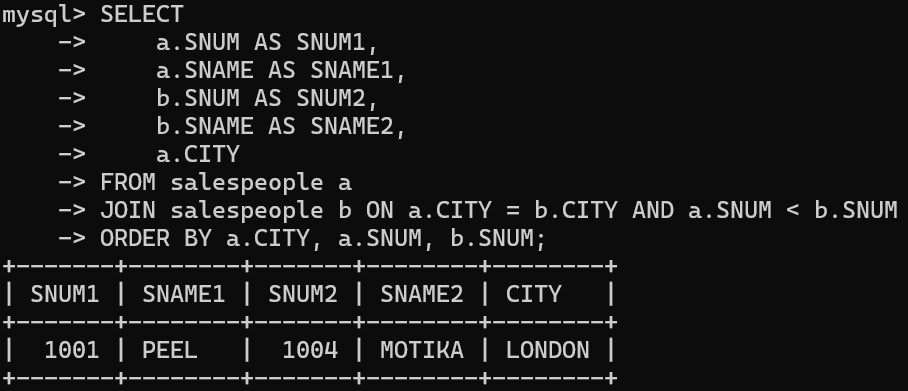 mysql> SELECT
    ->     a.SNUM AS SNUM1,
    ->     a.SNAME AS SNAME1,
    ->     b.SNUM AS SNUM2,
    ->     b.SNAME AS SNAME2,
    ->     a.CITY
    -> FROM salespeople a
    -> JOIN salespeople b ON a.CITY = b.CITY AND a.SNUM < b.SNUM
    -> ORDER BY a.CITY, a.SNUM, b.SNUM;
+-------+--------+-------+--------+--------+
| SNUM1 | SNAME1 | SNUM2 | SNAME2 | CITY   |
+-------+--------+-------+--------+--------+
|  1001 | PEEL   |  1004 | MOTIKA | LONDON |
+-------+--------+-------+--------+--------+